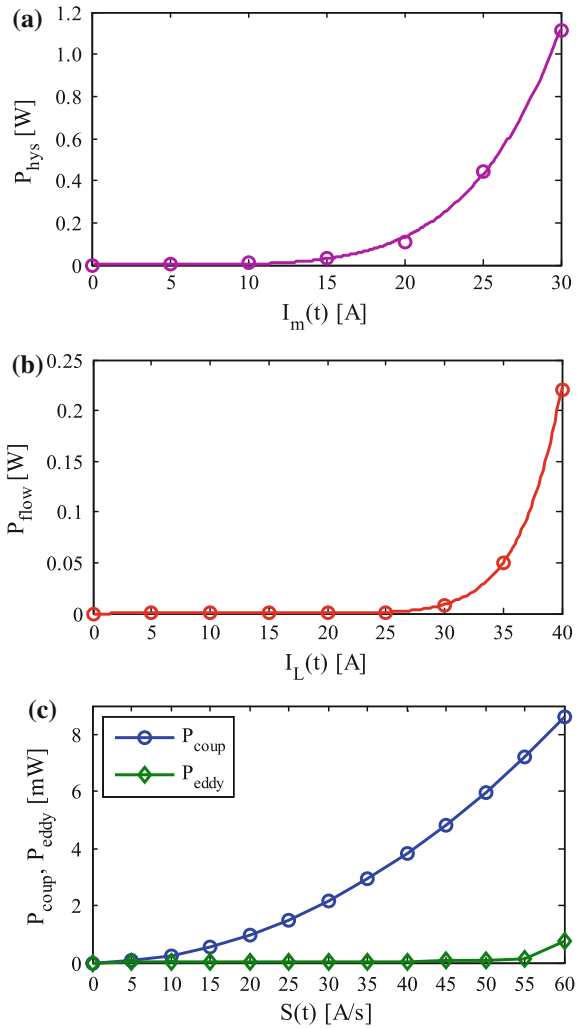 (a)
P_hys [W]
1.2
1.0
0.8
0.6
0.4
0.2
0
0 5 10 15 20 25 30
I_m(t) [A]
(b)
P_flow [W]
0.25
0.2
0.15
0.1
0.05
0
0 5 10 15 20 25 30 35 40
I_L(t) [A]
(c)
P_coup, P_eddy [mW]
8
6
4
2
0
P_coup
P_eddy
0 5 10 15 20 25 30 35 40 45 50 55 60
S(t) [A/s]